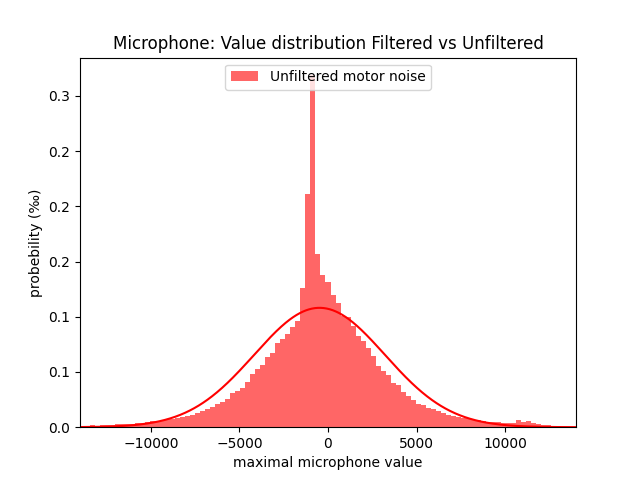 Microphone: Value distribution Filtered vs Unfiltered
Unfiltered motor noise
0.3
0.2
0.2
0.2
0.1
0.1
0.0
probebility (‰)
−10000 −5000 0 5000 10000
maximal microphone value